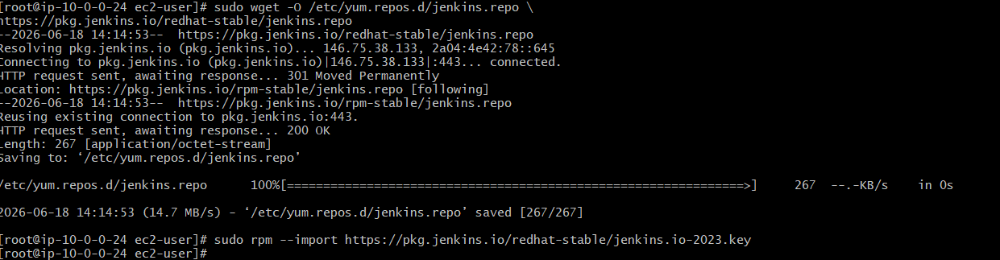 [root@ip-10-0-0-24 ec2-user]# sudo wget -O /etc/yum.repos.d/jenkins.repo \
https://pkg.jenkins.io/redhat-stable/jenkins.repo
--2026-06-18 14:14:53--  https://pkg.jenkins.io/redhat-stable/jenkins.repo
Resolving pkg.jenkins.io (pkg.jenkins.io)... 146.75.38.133, 2a04:4e42:78::645
Connecting to pkg.jenkins.io (pkg.jenkins.io)|146.75.38.133|:443... connected.
HTTP request sent, awaiting response... 301 Moved Permanently
Location: https://pkg.jenkins.io/rpm-stable/jenkins.repo [following]
--2026-06-18 14:14:53--  https://pkg.jenkins.io/rpm-stable/jenkins.repo
Reusing existing connection to pkg.jenkins.io:443.
HTTP request sent, awaiting response... 200 OK
Length: 267 [application/octet-stream]
Saving to: ‘/etc/yum.repos.d/jenkins.repo’
/etc/yum.repos.d/jenkins.repo      100%[===============================================================>]     267  --.-KB/s    in 0s
2026-06-18 14:14:53 (14.7 MB/s) - ‘/etc/yum.repos.d/jenkins.repo’ saved [267/267]
[root@ip-10-0-0-24 ec2-user]# sudo rpm --import https://pkg.jenkins.io/redhat-stable/jenkins.io-2023.key
[root@ip-10-0-0-24 ec2-user]#